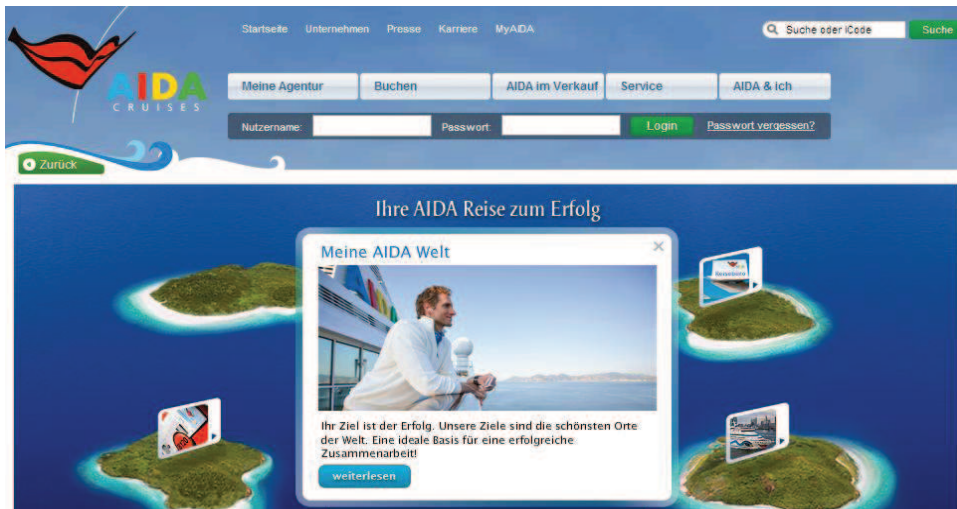 Startseite Unternehmen Presse Karriere MyAIDA
Suche oder iCode Suche
AIDA
CRUISES
Meine Agentur Buchen AIDA im Verkauf Service AIDA & ich
Nutzername: Passwort: Login Passwort vergessen?
Zurück
Ihre AIDA Reise zum Erfolg
Meine AIDA Welt
Reisebüro
Ihr Ziel ist der Erfolg. Unsere Ziele sind die schönsten Orte
der Welt. Eine ideale Basis für eine erfolgreiche
Zusammenarbeit!
weiterlesen